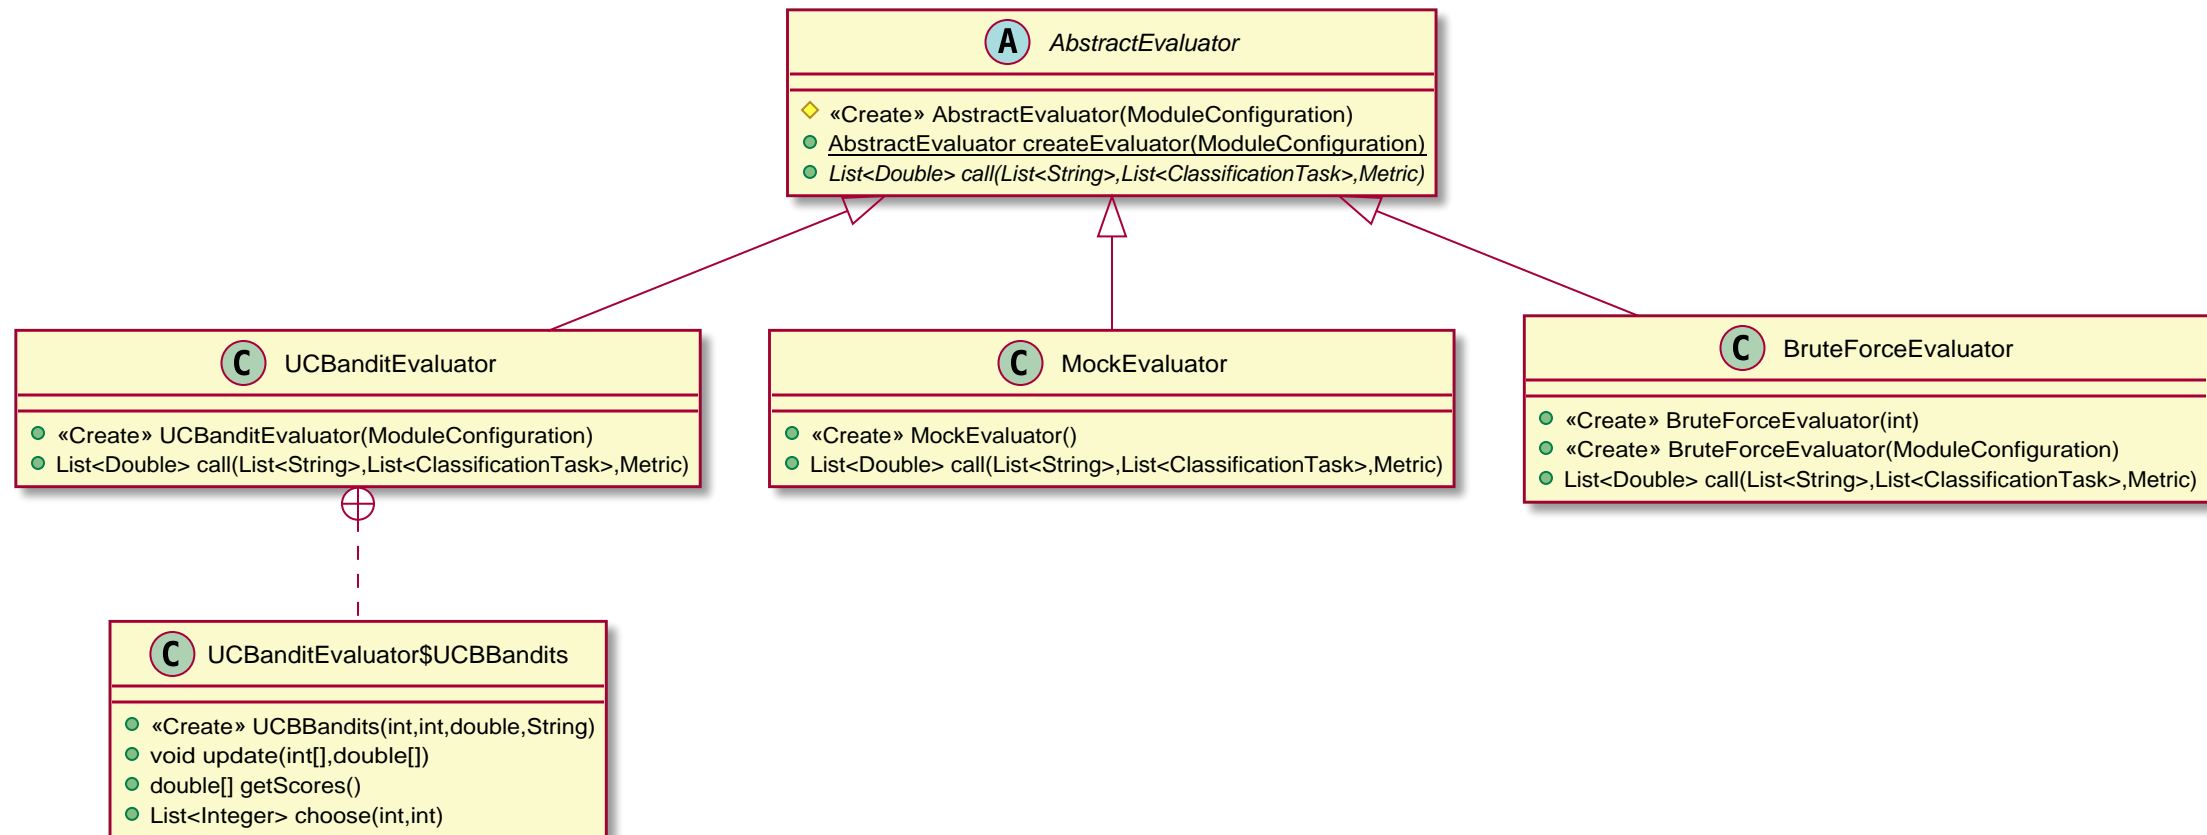 A AbstractEvaluator
«Create» AbstractEvaluator(ModuleConfiguration)
AbstractEvaluator createEvaluator(ModuleConfiguration)
List<Double> call(List<String>,List<ClassificationTask>,Metric)
C UCBanditEvaluator
«Create» UCBanditEvaluator(ModuleConfiguration)
List<Double> call(List<String>,List<ClassificationTask>,Metric)
C MockEvaluator
«Create» MockEvaluator()
List<Double> call(List<String>,List<ClassificationTask>,Metric)
C BruteForceEvaluator
«Create» BruteForceEvaluator(int)
«Create» BruteForceEvaluator(ModuleConfiguration)
List<Double> call(List<String>,List<ClassificationTask>,Metric)
C UCBanditEvaluator$UCBBandits
«Create» UCBBandits(int,int,double,String)
void update(int[],double[])
double[] getScores()
List<Integer> choose(int,int)